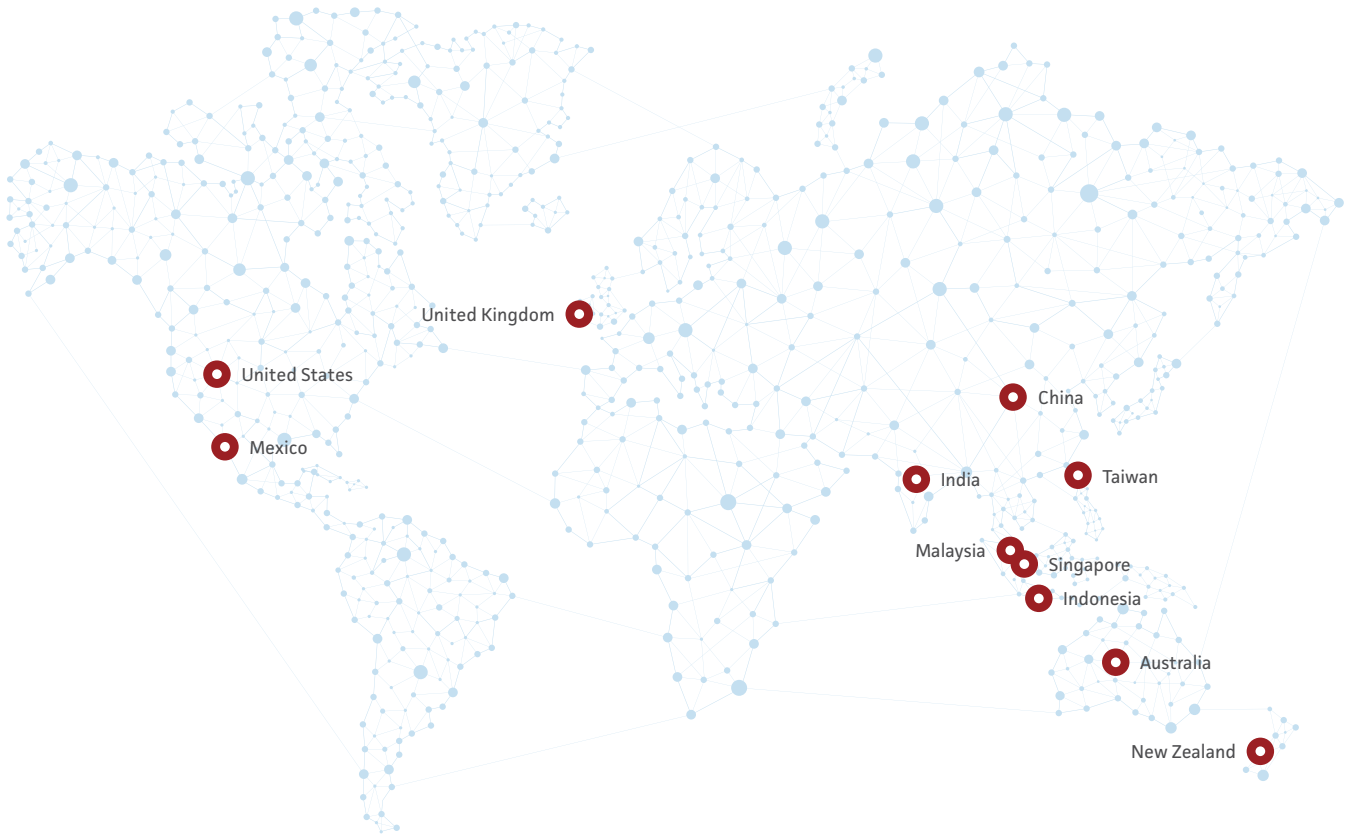 United Kingdom
United States
China
Mexico
Taiwan
India
Malaysia
Singapore
Indonesia
Australia
New Zealand